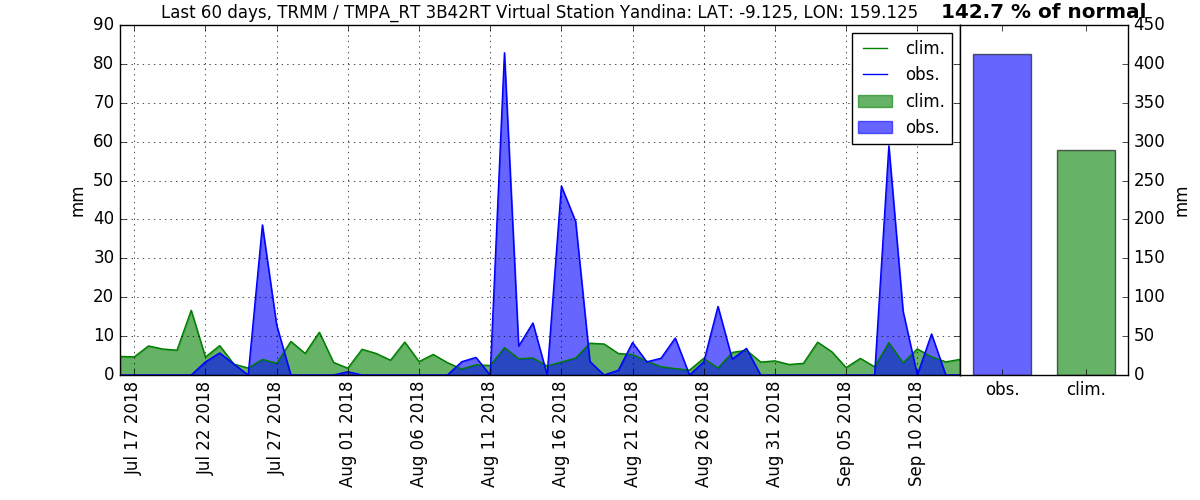 Last 60 days, TRMM / TMPA_RT 3B42RT Virtual Station Yandina: LAT: -9.125, LON: 159.125
142.7 % of normal
90
80
70
60
50
40
30
20
10
0
mm
clim.
obs.
clim.
obs.
450
400
350
300
250
200
150
100
50
0
mm
Jul 17 2018
Jul 22 2018
Jul 27 2018
Aug 01 2018
Aug 06 2018
Aug 11 2018
Aug 16 2018
Aug 21 2018
Aug 26 2018
Aug 31 2018
Sep 05 2018
Sep 10 2018
obs.
clim.